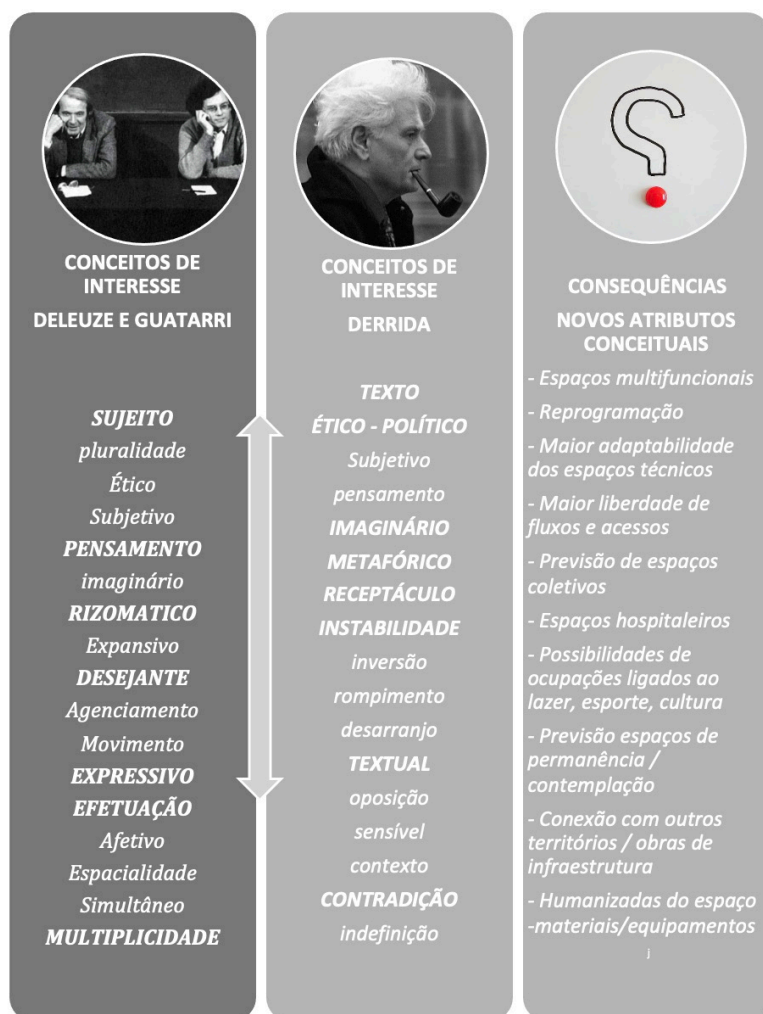 CONCEITOS DE
INTERESSE
DELEUZE E GUATARRI
SUJEITO
pluralidade
Ético
Subjetivo
PENSAMENTO
imaginário
RIZOMATICO
Expansivo
DESEJANTE
Agenciamento
Movimento
EXPRESSIVO
EFETUAÇÃO
Afetivo
Espacialidade
Simultâneo
MULTIPLICIDADE
CONCEITOS DE
INTERESSE
DERRIDA
TEXTO
ÉTICO - POLÍTICO
Subjetivo
pensamento
IMAGINÁRIO
METAFÓRICO
RECEPTÁCULO
INSTABILIDADE
inversão
rompimento
desarranjo
TEXTUAL
oposição
sensível
contexto
CONTRADIÇÃO
indefinição
CONSEQUÊNCIAS
NOVOS ATRIBUTOS
CONCEITUAIS
- Espaços multifuncionais
- Reprogramação
- Maior adaptabilidade
dos espaços técnicos
- Maior liberdade de
fluxos e acessos
- Previsão de espaços
coletivos
- Espaços hospitaleiros
- Possibilidades de
ocupações ligados ao
lazer, esporte, cultura
- Previsão espaços de
permanência /
contemplação
- Conexão com outros
territórios / obras de
infraestrutura
- Humanizadas do espaço
-materiais/equipamentos
j